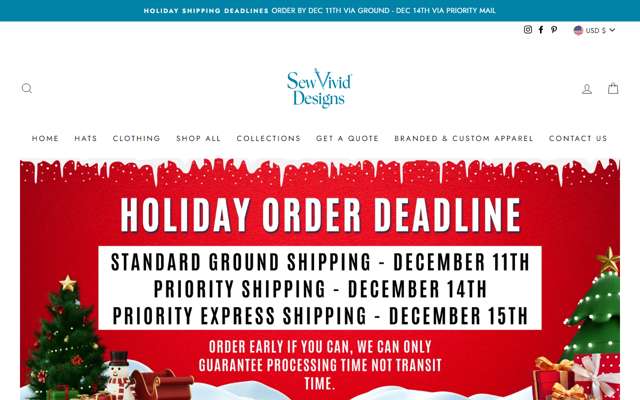 HOLIDAY SHIPPING DEADLINES ORDER BY DEC 11TH VIA GROUND - DEC 14TH VIA PRIORITY MAIL
USD $
Sew Vivid
Designs
HOME HATS CLOTHING SHOP ALL COLLECTIONS GET A QUOTE BRANDED & CUSTOM APPAREL CONTACT US
HOLIDAY ORDER DEADLINE
STANDARD GROUND SHIPPING - DECEMBER 11TH
PRIORITY SHIPPING - DECEMBER 14TH
PRIORITY EXPRESS SHIPPING - DECEMBER 15TH
ORDER EARLY IF YOU CAN, WE CAN ONLY
GUARANTEE PROCESSING TIME NOT TRANSIT
TIME.